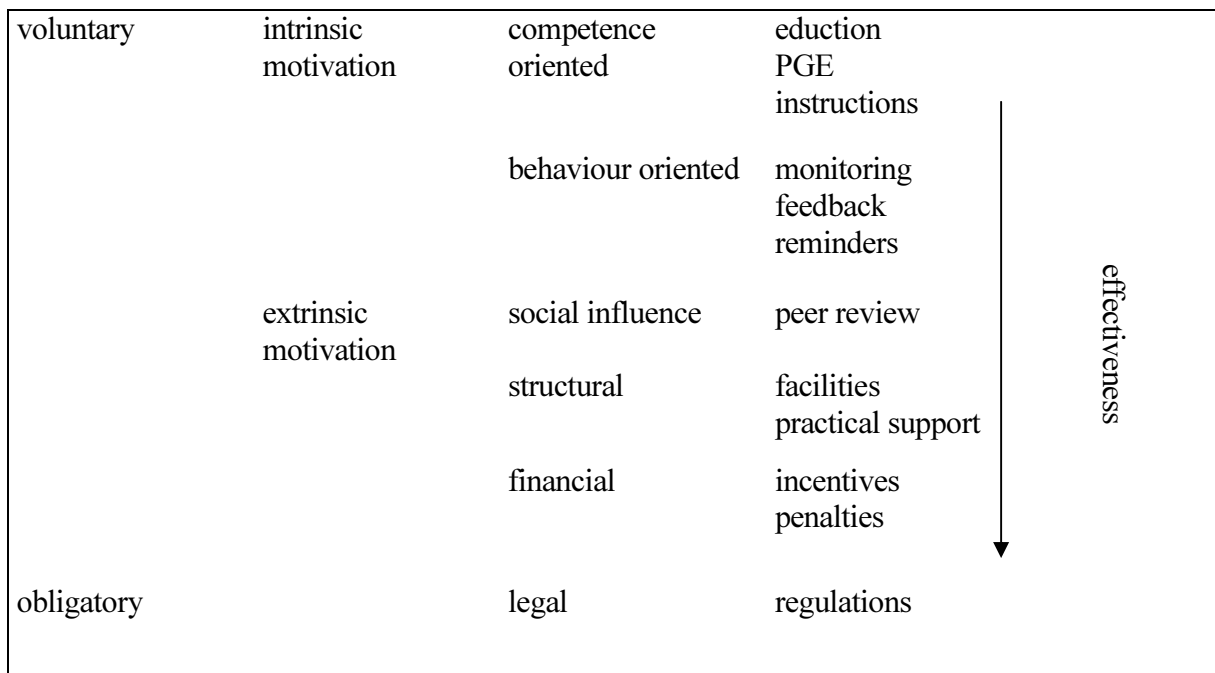 voluntary intrinsic motivation competence oriented eduction
PGE
instructions
behaviour oriented monitoring
feedback
reminders
extrinsic motivation social influence peer review
structural facilities
practical support
financial incentives
penalties
obligatory legal regulations
effectiveness